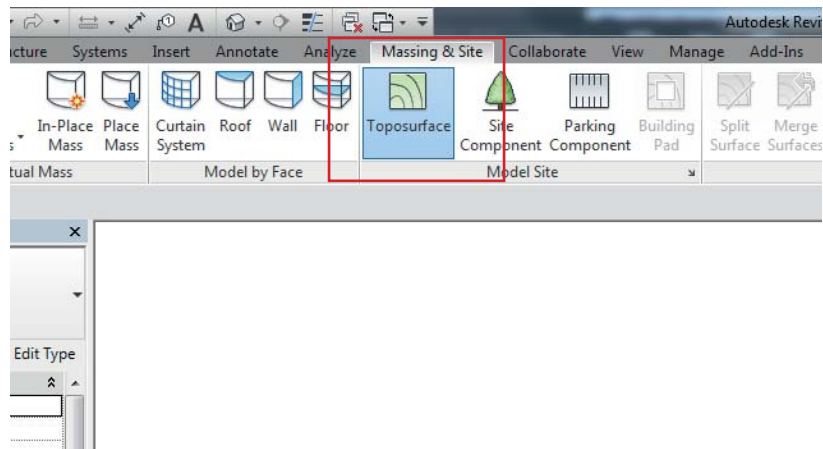 A
Autodesk Revi
cture Systems Insert Annotate Analyze Massing & Site Collaborate View Manage Add-Ins
s In-Place Mass Place Mass Curtain System Roof Wall Floor Toposurface Site Component Parking Component Building Pad Split Surface Merge Surfaces
tual Mass Model by Face Model Site
Edit Type